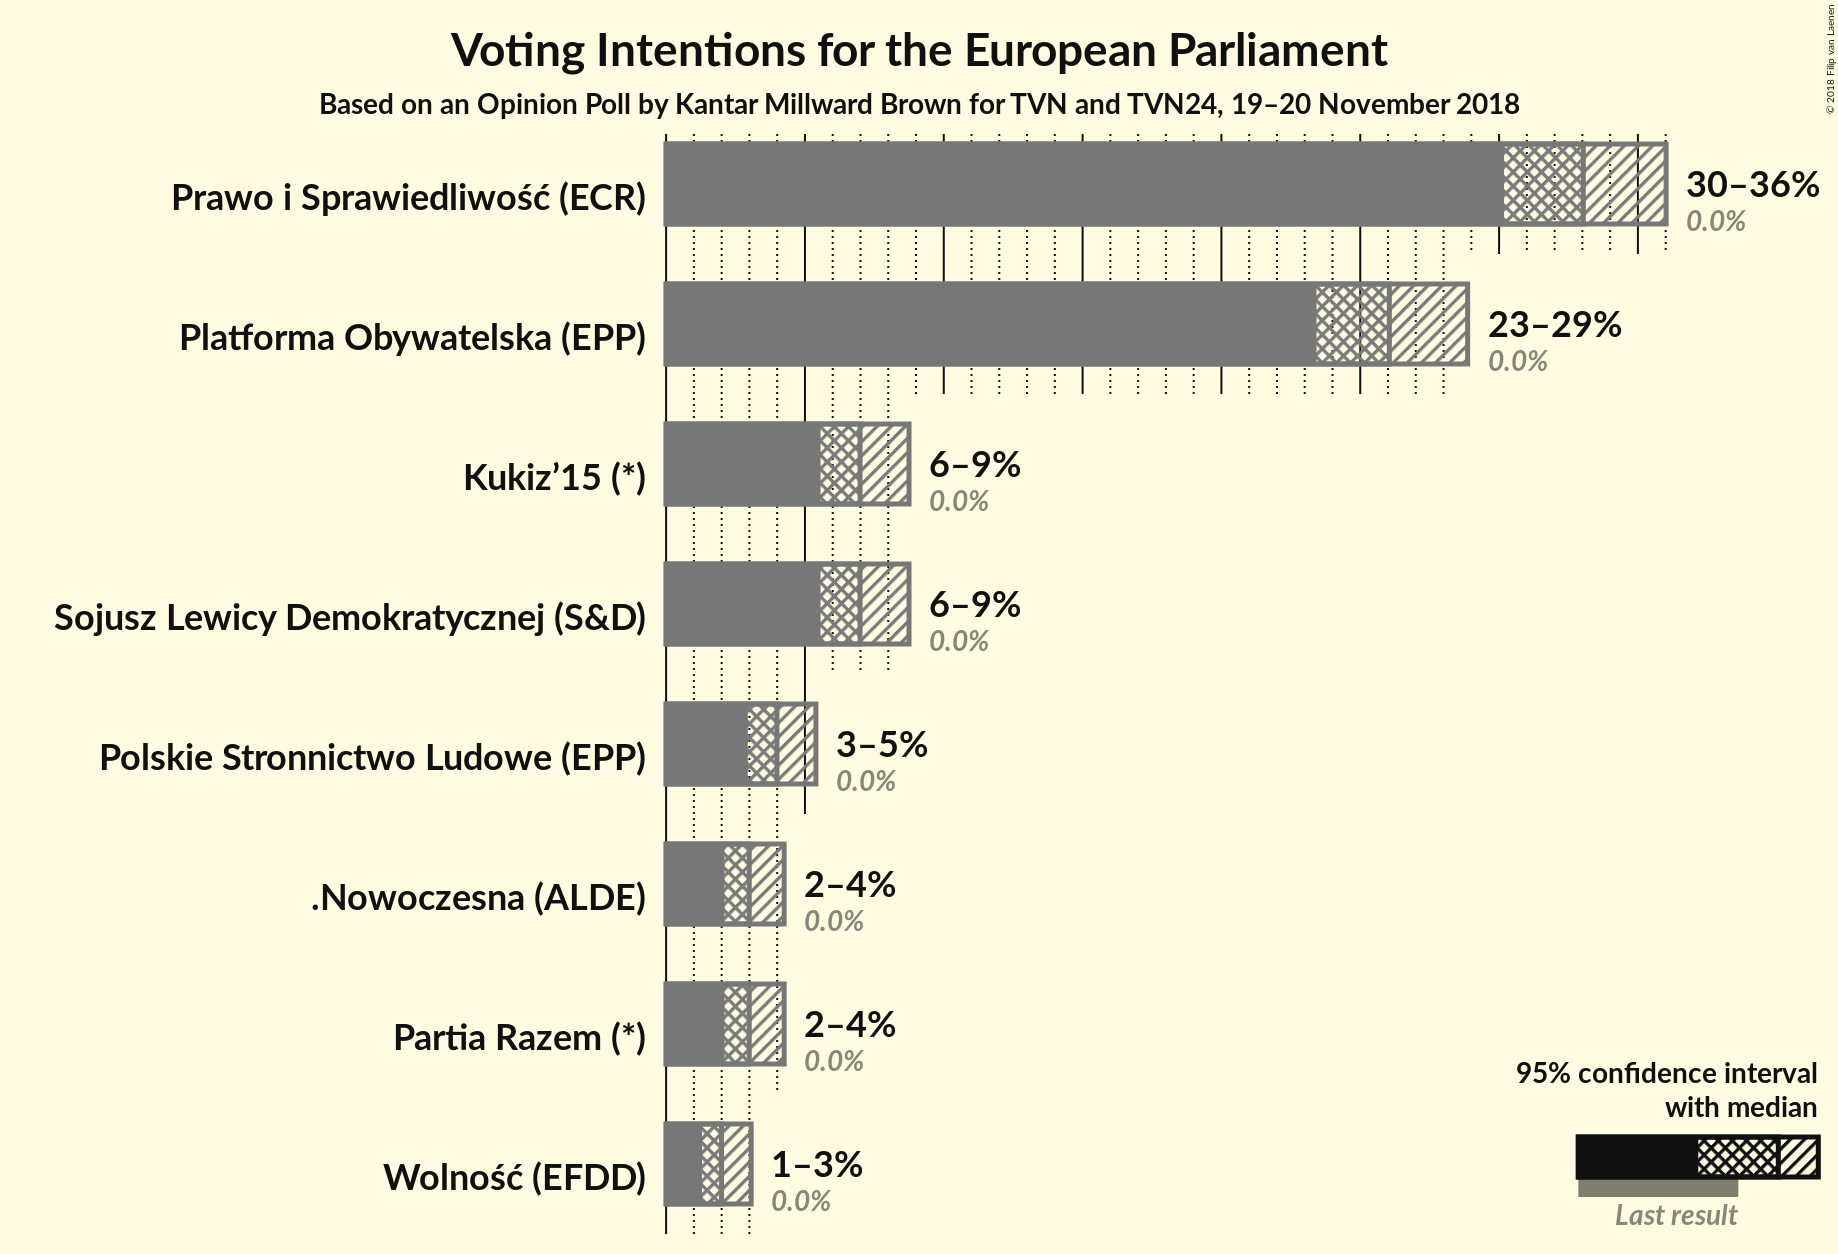 Voting Intentions for the European Parliament
Based on an Opinion Poll by Kantar Millward Brown for TVN and TVN24, 19–20 November 2018
© 2018 Filip van Laenen
Prawo i Sprawiedliwość (ECR)
30–36%
0.0%
Platforma Obywatelska (EPP)
23–29%
0.0%
Kukiz’15 (*)
6–9%
0.0%
Sojusz Lewicy Demokratycznej (S&D)
6–9%
0.0%
Polskie Stronnictwo Ludowe (EPP)
3–5%
0.0%
.Nowoczesna (ALDE)
2–4%
0.0%
Partia Razem (*)
2–4%
0.0%
Wolność (EFDD)
1–3%
0.0%
95% confidence interval
with median
Last result